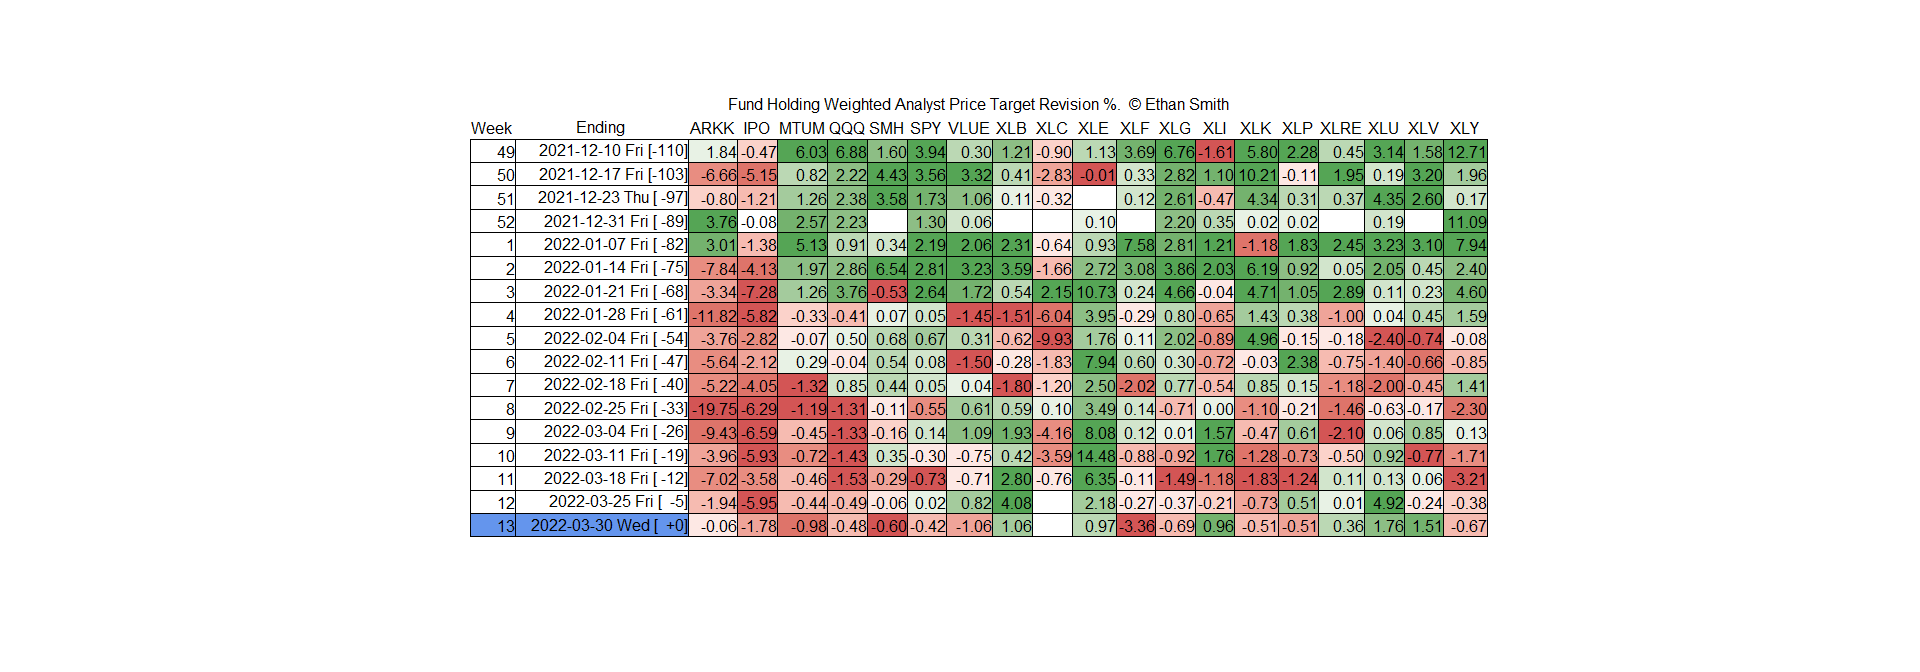 Fund Holding Weighted Analyst Price Target Revision %. © Ethan Smith
Week Ending ARKK IPO MTUM QQQ SMH SPY VLUE XLB XLC XLE XLF XLG XLI XLK XLP XLRE XLU XLV XLY
49 2021-12-10 Fri [-110] 1.84 -0.47 6.03 6.88 1.60 3.94 0.30 1.21 -0.90 1.13 3.69 6.76 -1.61 5.80 2.28 0.45 3.14 1.58 12.71
50 2021-12-17 Fri [-103] -6.66 -5.15 0.82 2.22 4.43 3.56 3.32 0.41 -2.83 -0.01 0.33 2.82 1.10 10.21 -0.11 1.95 0.19 3.20 1.96
51 2021-12-23 Thu [ -97] -0.80 -1.21 1.26 2.38 3.58 1.73 1.06 0.11 -0.32 0.12 2.61 -0.47 4.34 0.31 0.37 4.35 2.60 0.17
52 2021-12-31 Fri [ -89] 3.76 -0.08 2.57 2.23 1.30 0.06 0.10 2.20 0.35 0.02 0.02 0.19 11.09
1 2022-01-07 Fri [ -82] 3.01 -1.38 5.13 0.91 0.34 2.19 2.06 2.31 -0.64 0.93 7.58 2.81 1.21 -1.18 1.83 2.45 3.23 3.10 7.94
2 2022-01-14 Fri [ -75] -7.84 -4.13 1.97 2.86 6.54 2.81 3.23 3.59 -1.66 2.72 3.08 3.86 2.03 6.19 0.92 0.05 2.05 0.45 2.40
3 2022-01-21 Fri [ -68] -3.34 -7.28 1.26 3.76 -0.53 2.64 1.72 0.54 2.15 10.73 0.24 4.66 -0.04 4.71 1.05 2.89 0.11 0.23 4.60
4 2022-01-28 Fri [ -61] -11.82 -5.82 -0.33 -0.41 0.07 0.05 -1.45 -1.51 -6.04 3.95 -0.29 0.80 -0.65 1.43 0.38 -1.00 0.04 0.45 1.59
5 2022-02-04 Fri [ -54] -3.76 -2.82 -0.07 0.50 0.68 0.67 0.31 -0.62 -9.93 1.76 0.11 2.02 -0.89 4.96 -0.15 -0.18 -2.40 -0.74 -0.08
6 2022-02-11 Fri [ -47] -5.64 -2.12 0.29 -0.04 0.54 0.08 -1.50 -0.28 -1.83 7.94 0.60 0.30 -0.72 -0.03 2.38 -0.75 -1.40 -0.66 -0.85
7 2022-02-18 Fri [ -40] -5.22 -4.05 -1.32 0.85 0.44 0.05 0.04 -1.80 -1.20 2.50 -2.02 0.77 -0.54 0.85 0.15 -1.18 -2.00 -0.45 1.41
8 2022-02-25 Fri [ -33] -19.75 -6.29 -1.19 -1.31 -0.11 -0.55 0.61 0.59 0.10 3.49 0.14 -0.71 0.00 -1.10 -0.21 -1.46 -0.63 -0.17 -2.30
9 2022-03-04 Fri [ -26] -9.43 -6.59 -0.45 -1.33 -0.16 0.14 1.09 1.93 -4.16 8.08 0.12 0.01 1.57 -0.47 0.61 -2.10 0.06 0.85 0.13
10 2022-03-11 Fri [ -19] -3.96 -5.93 -0.72 -1.43 0.35 -0.30 -0.75 0.42 -3.59 14.48 -0.88 -0.92 1.76 -1.28 -0.73 -0.50 0.92 -0.77 -1.71
11 2022-03-18 Fri [ -12] -7.02 -3.58 -0.46 -1.53 -0.29 -0.73 -0.71 2.80 -0.76 6.35 -0.11 -1.49 -1.18 -1.83 -1.24 0.11 0.13 0.06 -3.21
12 2022-03-25 Fri [ -5] -1.94 -5.95 -0.44 -0.49 -0.06 0.02 0.82 4.08 2.18 -0.27 -0.37 -0.21 -0.73 0.51 0.01 4.92 -0.24 -0.38
13 2022-03-30 Wed [ +0] -0.06 -1.78 -0.98 -0.48 -0.60 -0.42 -1.06 1.06 0.97 -3.36 -0.69 0.96 -0.51 -0.51 0.36 1.76 1.51 -0.67